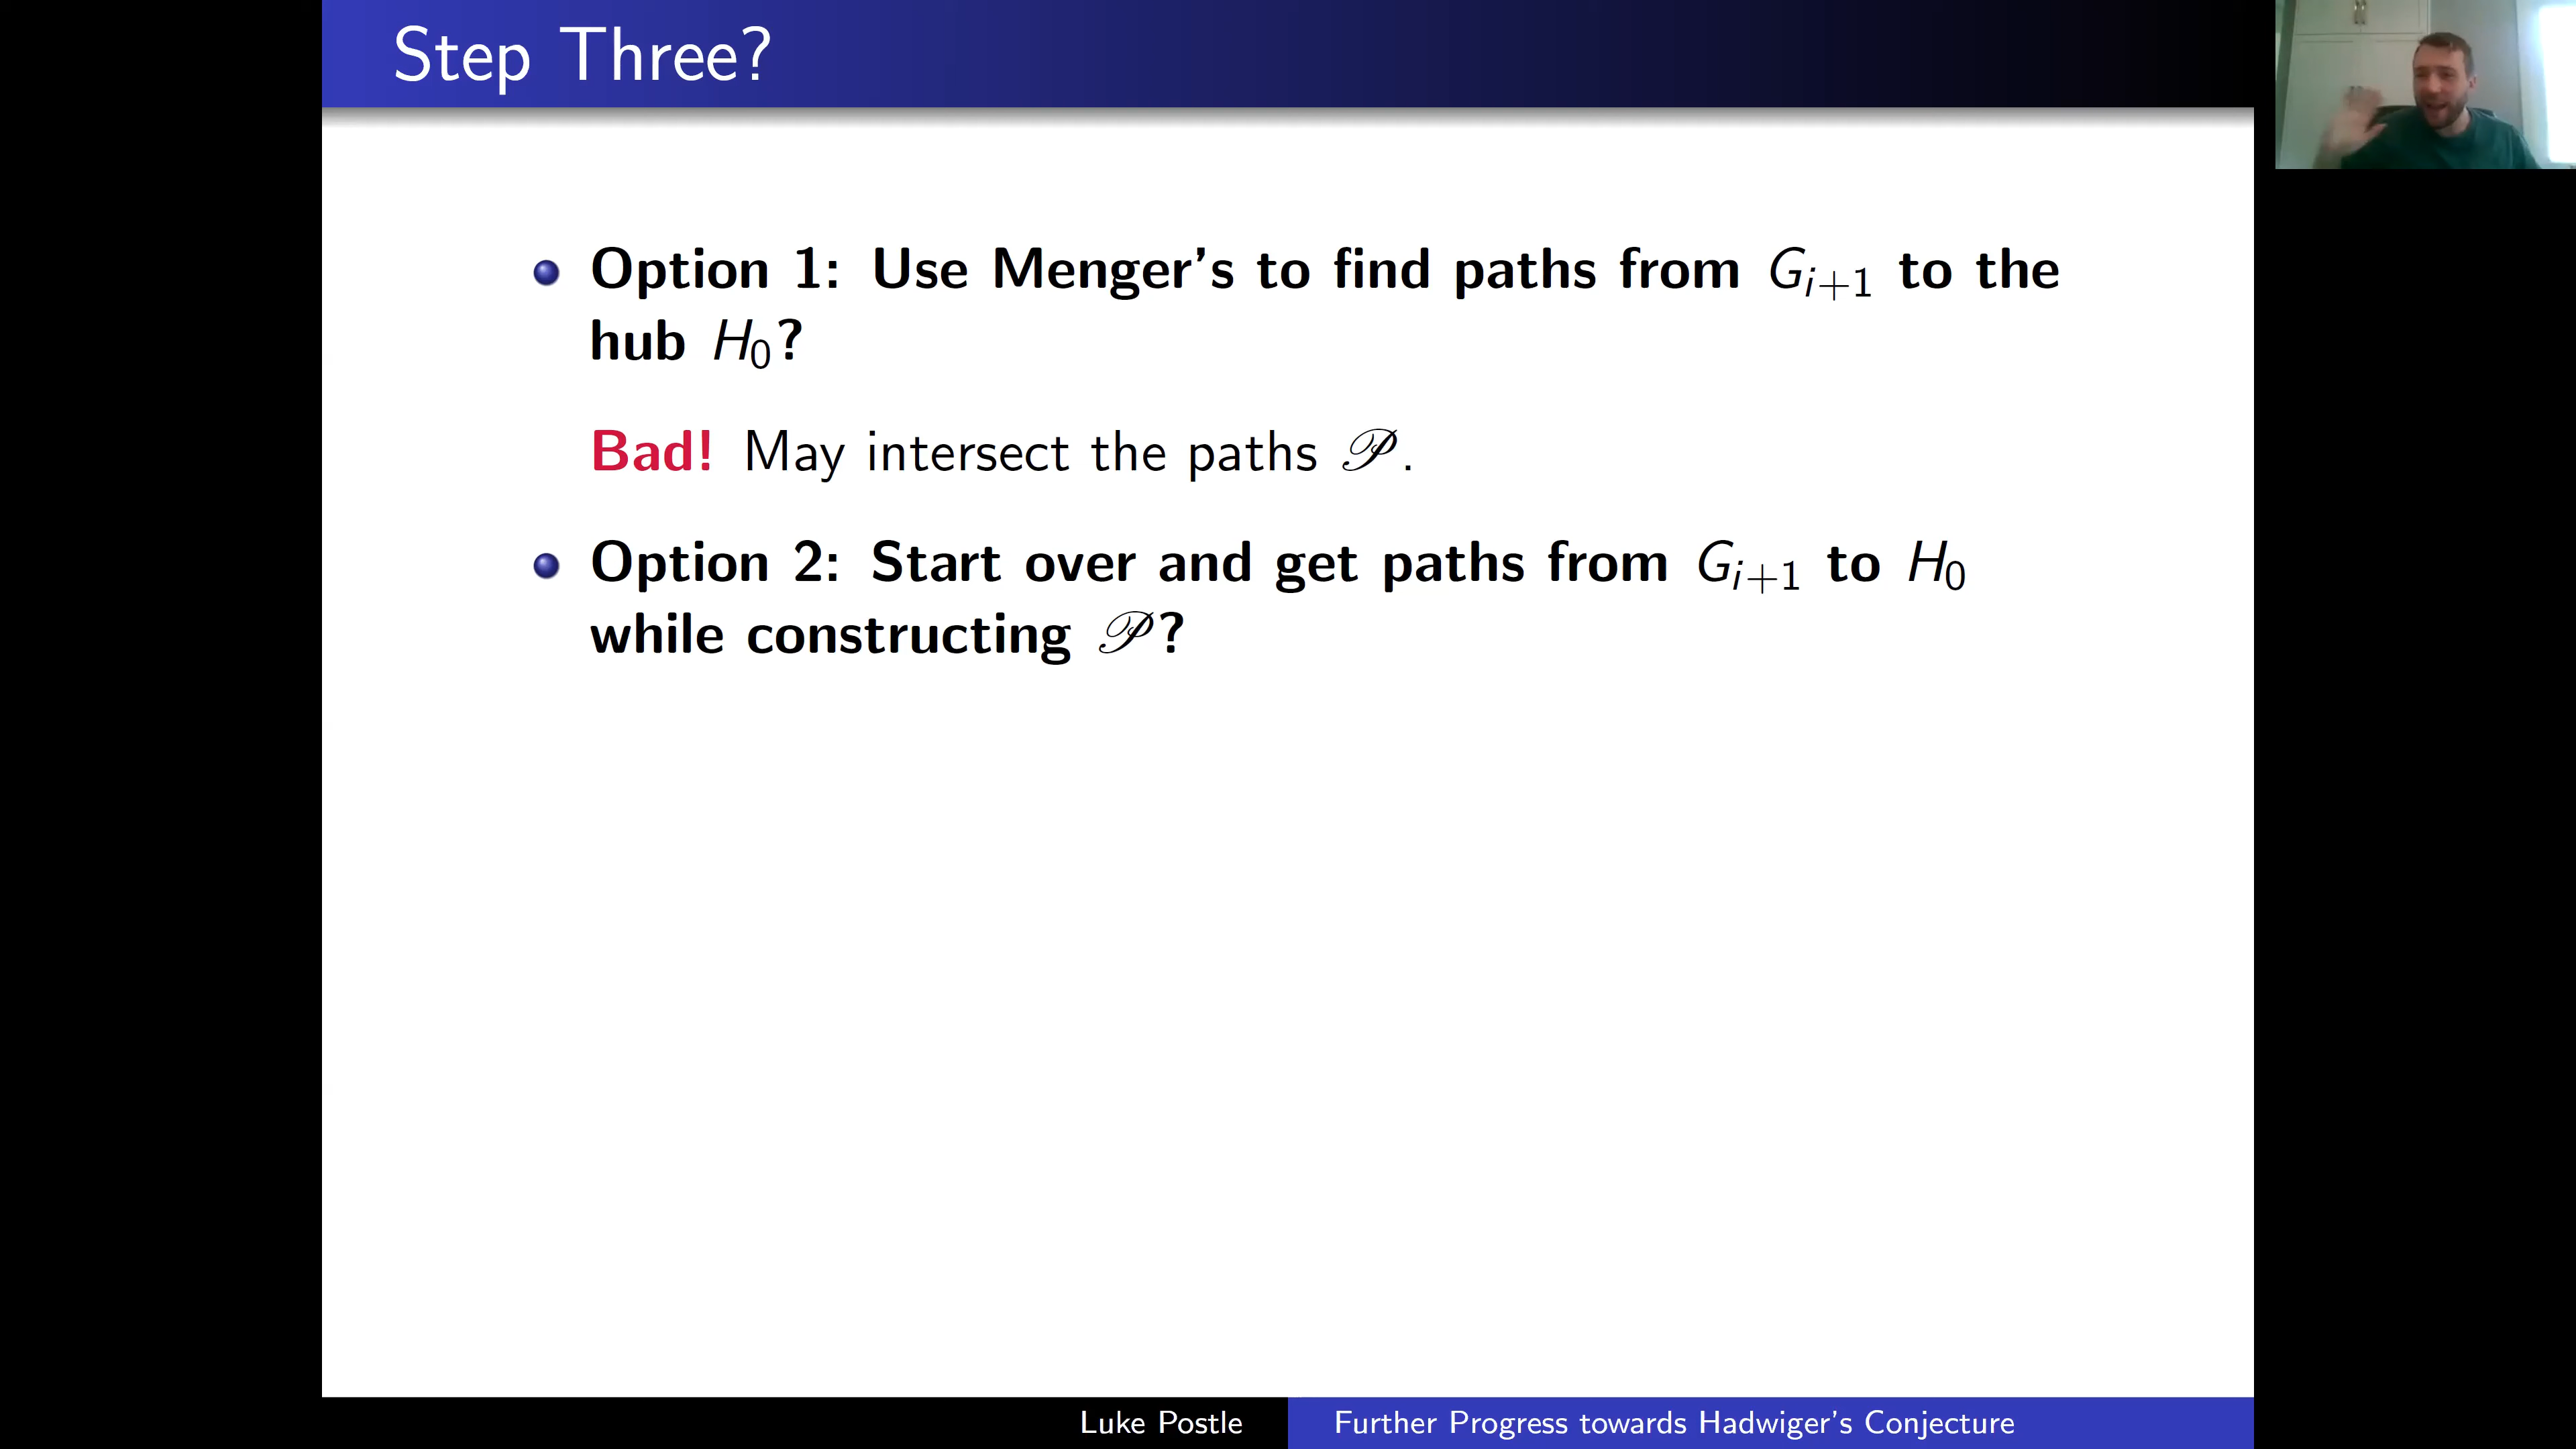 Step Three?
Option 1: Use Menger's to find paths from G_{i+1} to the
hub H_0?
Bad! May intersect the paths 𝒫.
Option 2: Start over and get paths from G_{i+1} to H_0
while constructing 𝒫?
Luke Postle
Further Progress towards Hadwiger's Conjecture